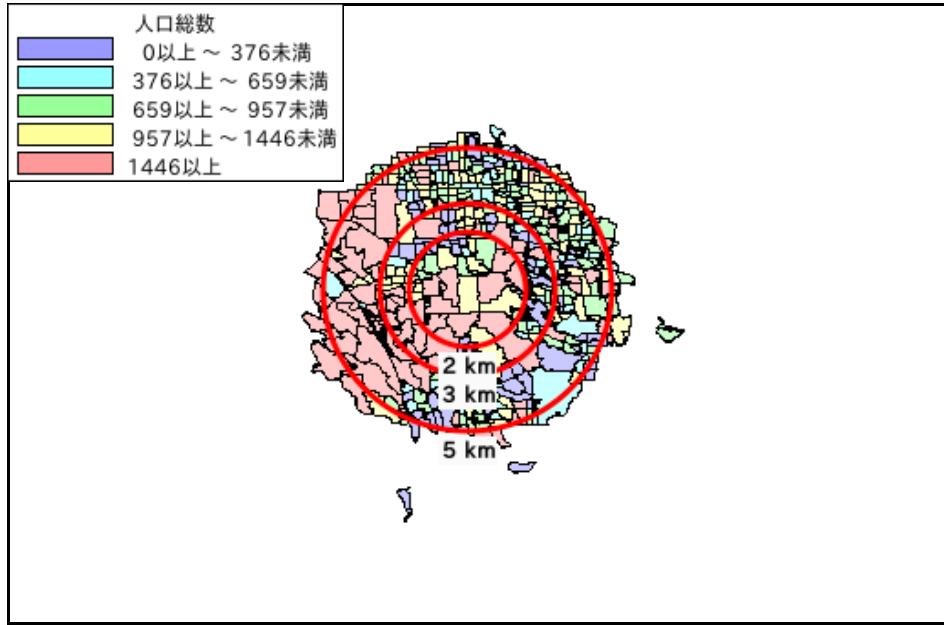 人口総数
0以上 ～ 376未満
376以上 ～ 659未満
659以上 ～ 957未満
957以上 ～ 1446未満
1446以上
2 km
3 km
5 km